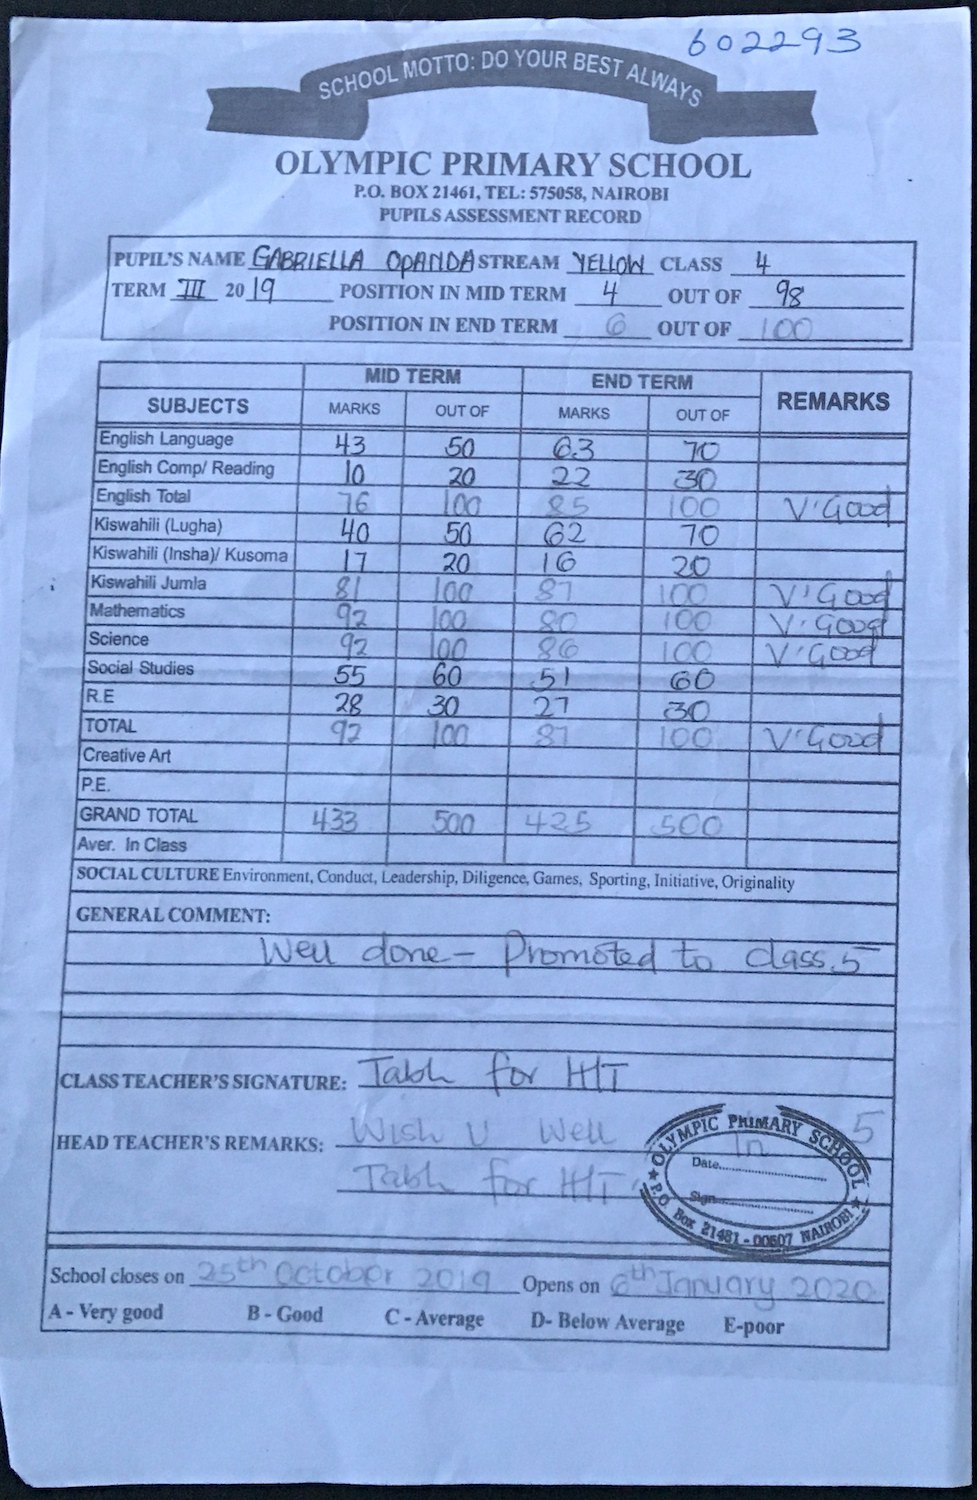 602293
SCHOOL MOTTO: DO YOUR BEST ALWAYS
OLYMPIC PRIMARY SCHOOL
P.O. BOX 21461, TEL: 575058, NAIROBI
PUPILS ASSESSMENT RECORD
PUPIL'S NAME GABRIELLA OPANDA STREAM YELLOW CLASS 4
TERM III 2019 POSITION IN MID TERM 4 OUT OF 98
POSITION IN END TERM 6 OUT OF 100
MID TERM END TERM REMARKS
SUBJECTS MARKS OUT OF MARKS OUT OF
English Language 43 50 63 70
English Comp/ Reading 10 20 22 30
English Total 76 100 85 100 V'Good
Kiswahili (Lugha) 40 50 62 70
Kiswahili (Insha)/ Kusoma 17 20 16 20
Kiswahili Jumla 81 100 87 100 V'Good
Mathematics 92 100 80 100 V'Good
Science 92 100 86 100 V'Good
Social Studies 55 60 51 60
R.E 28 30 27 30
TOTAL 92 100 87 100 V'Good
Creative Art
P.E.
GRAND TOTAL 433 500 425 500
Aver. In Class
SOCIAL CULTURE Environment, Conduct, Leadership, Diligence, Games, Sporting, Initiative, Originality
GENERAL COMMENT:
Well done - Promoted to class 5
CLASS TEACHER'S SIGNATURE: for H/T
HEAD TEACHER'S REMARKS: Wish U Well In 5
for H/T
OLYMPIC PRIMARY SCHOOL
Date
Sign
P.O. Box 21481 - 00607 NAIROBI
School closes on 25th October 2019 Opens on 6th January 2020
A - Very good B - Good C - Average D- Below Average E-poor